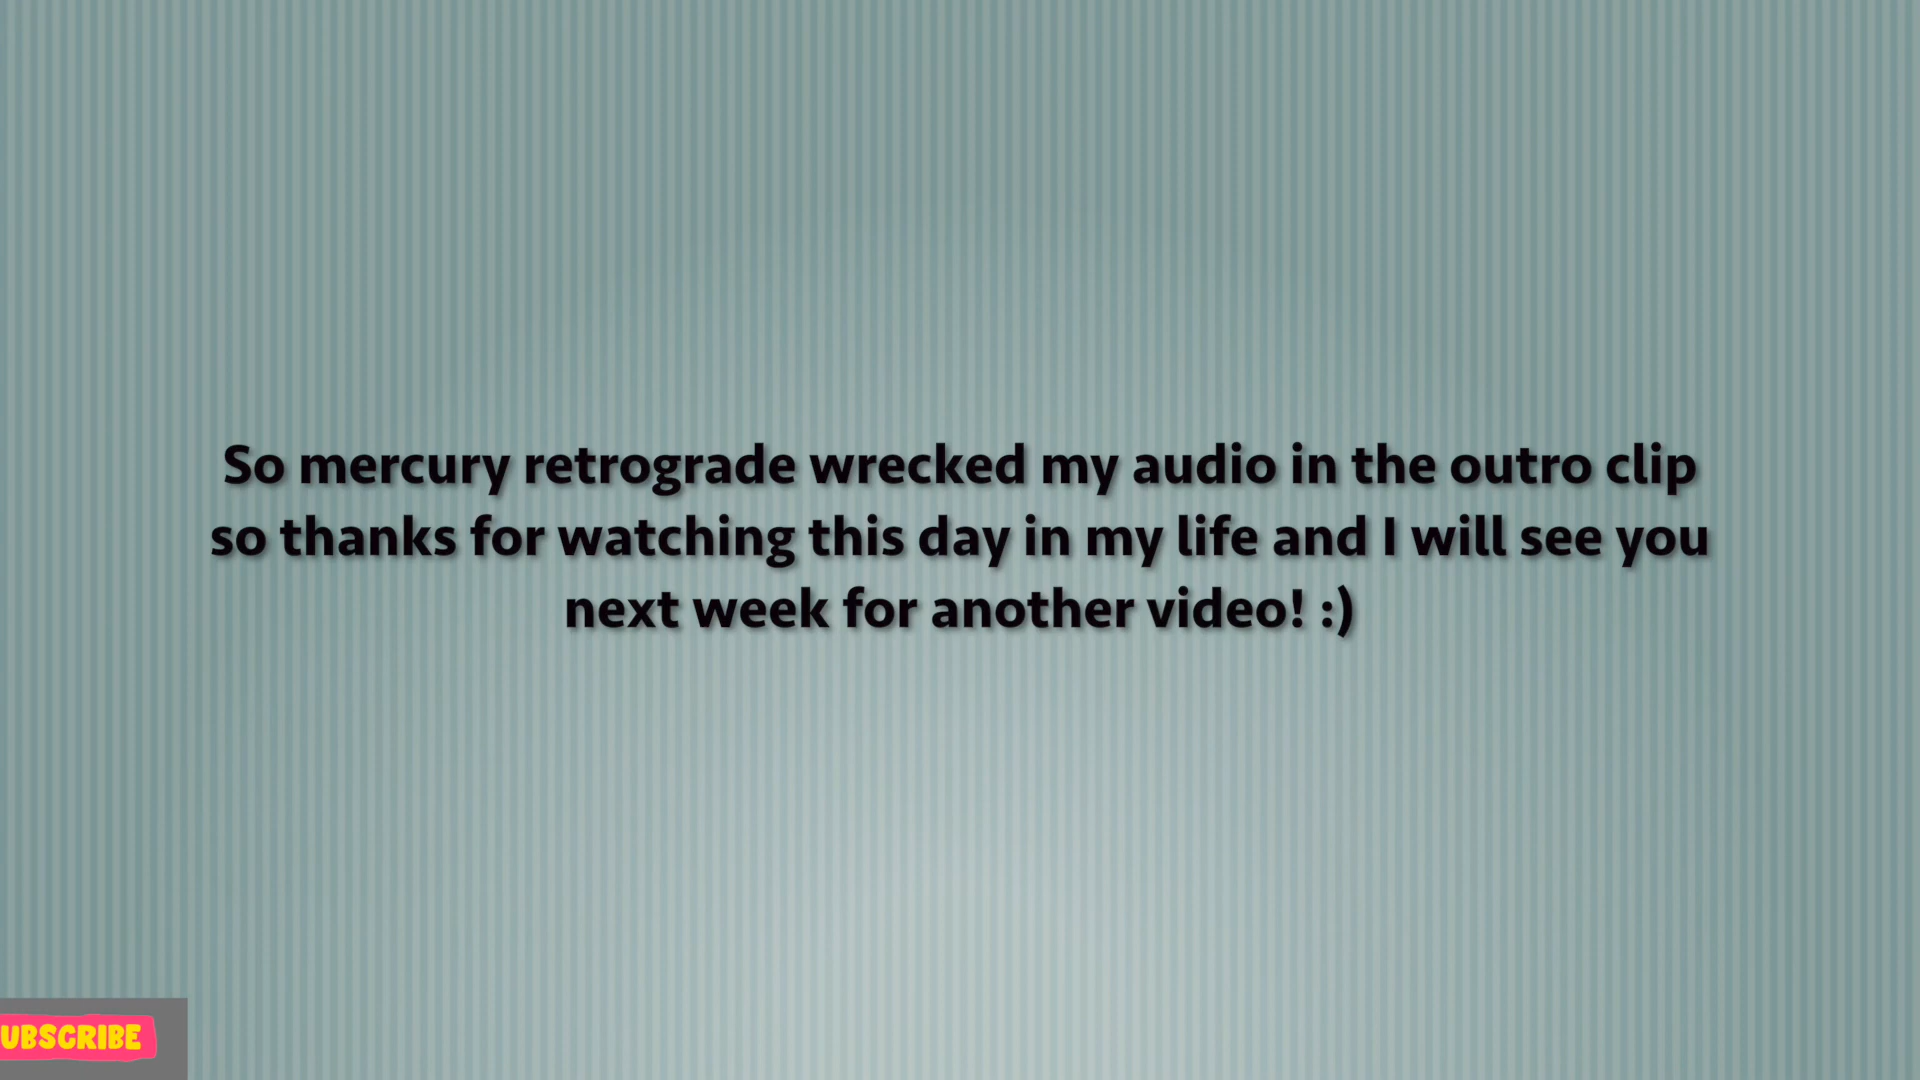 So mercury retrograde wrecked my audio in the outro clip
so thanks for watching this day in my life and I will see you
next week for another video! :)
UBSCRIBE